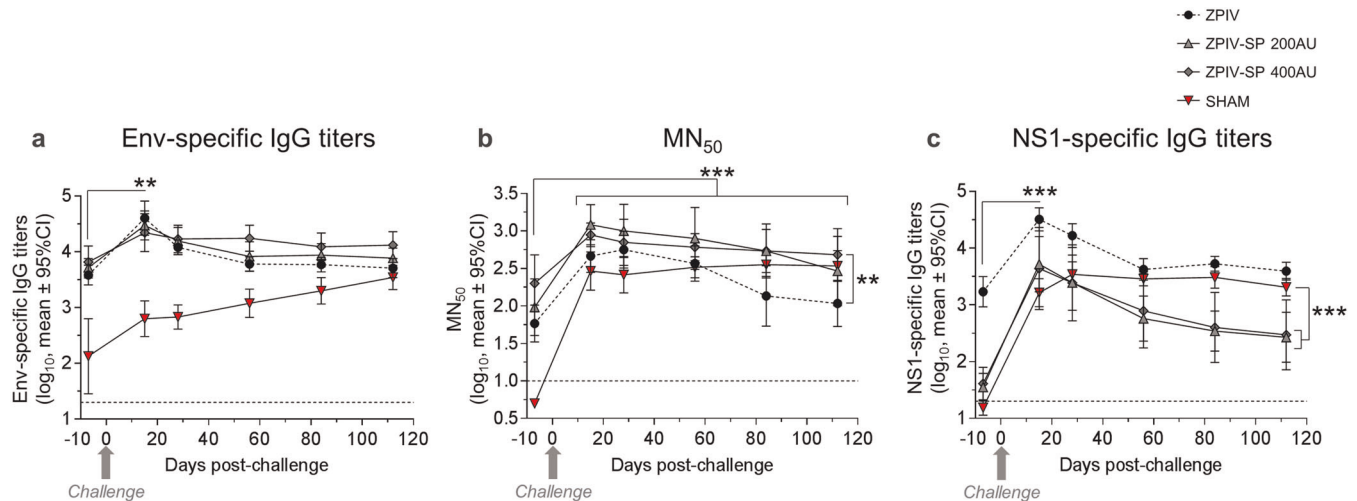 ZPIV
ZPIV-SP 200AU
ZPIV-SP 400AU
SHAM
a Env-specific IgG titers
Env-specific IgG titers
(log10, mean ± 95%CI)
5
4
3
2
1
**
-10 0 20 40 60 80 100 120
Days post-challenge
Challenge
b MN50
MN50
(log10, mean ± 95%CI)
3.5
3.0
2.5
2.0
1.5
1.0
0.5
***
**
-10 0 20 40 60 80 100 120
Days post-challenge
Challenge
c NS1-specific IgG titers
NS1-specific IgG titers
(log10, mean ± 95%CI)
5
4
3
2
1
***
***
-10 0 20 40 60 80 100 120
Days post-challenge
Challenge